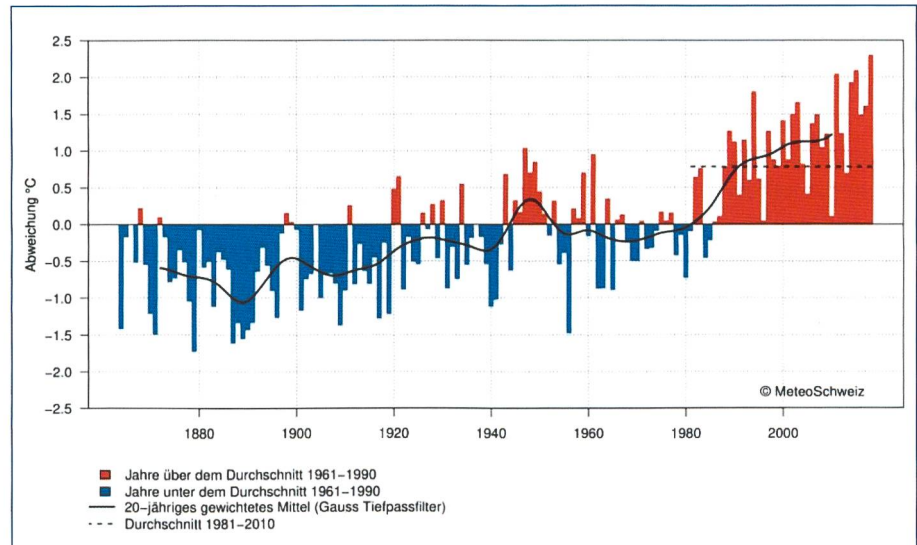 Abweichung °C
2.5
2.0
1.5
1.0
0.5
0.0
-0.5
-1.0
-1.5
-2.0
-2.5
1880 1900 1920 1940 1960 1980 2000
© MeteoSchweiz
Jahre über dem Durchschnitt 1961–1990
Jahre unter dem Durchschnitt 1961–1990
20-jähriges gewichtetes Mittel (Gauss Tiefpassfilter)
Durchschnitt 1981–2010